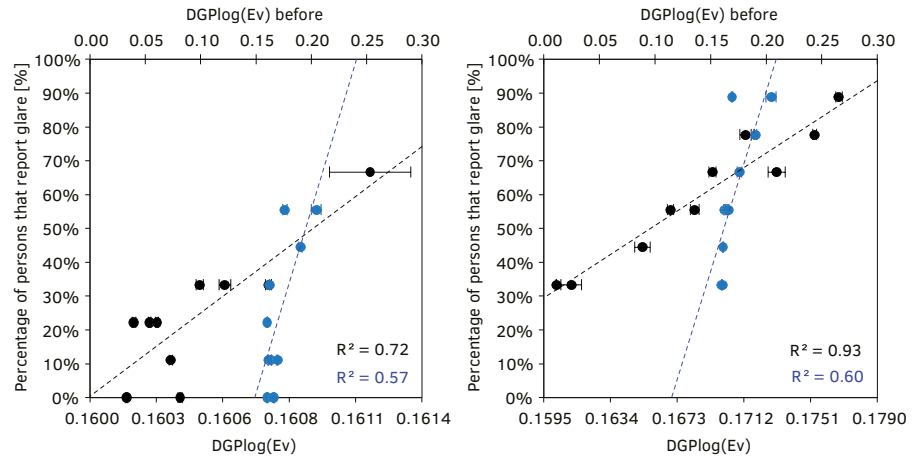 DGPlog(Ev) before
0.00 0.05 0.10 0.15 0.20 0.25 0.30
Percentage of persons that report glare [%]
100%
90%
80%
70%
60%
50%
40%
30%
20%
10%
0%
R² = 0.72
R² = 0.57
0.1600 0.1603 0.1606 0.1608 0.1611 0.1614
DGPlog(Ev)
DGPlog(Ev) before
0.00 0.05 0.10 0.15 0.20 0.25 0.30
Percentage of persons that report glare [%]
100%
90%
80%
70%
60%
50%
40%
30%
20%
10%
0%
R² = 0.93
R² = 0.60
0.1595 0.1634 0.1673 0.1712 0.1751 0.1790
DGPlog(Ev)